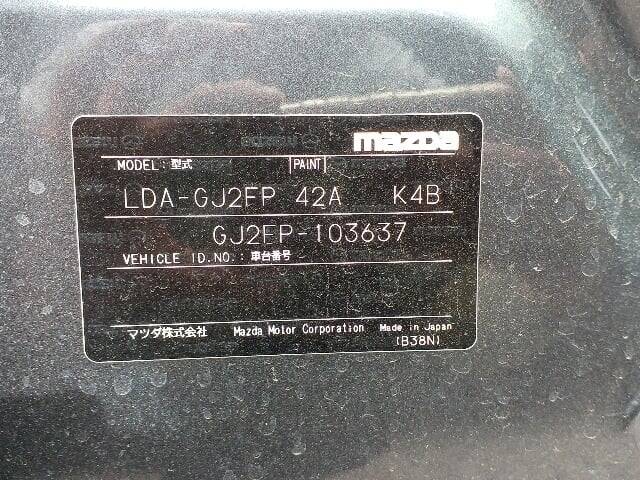 mazda
MODEL: 型式 PAINT
LDA-GJ2FP 42A K4B
GJ2FP-103637
VEHICLE ID.NO.: 車台番号
マツダ株式会社 Mazda Motor Corporation Made in Japan
(B38N)